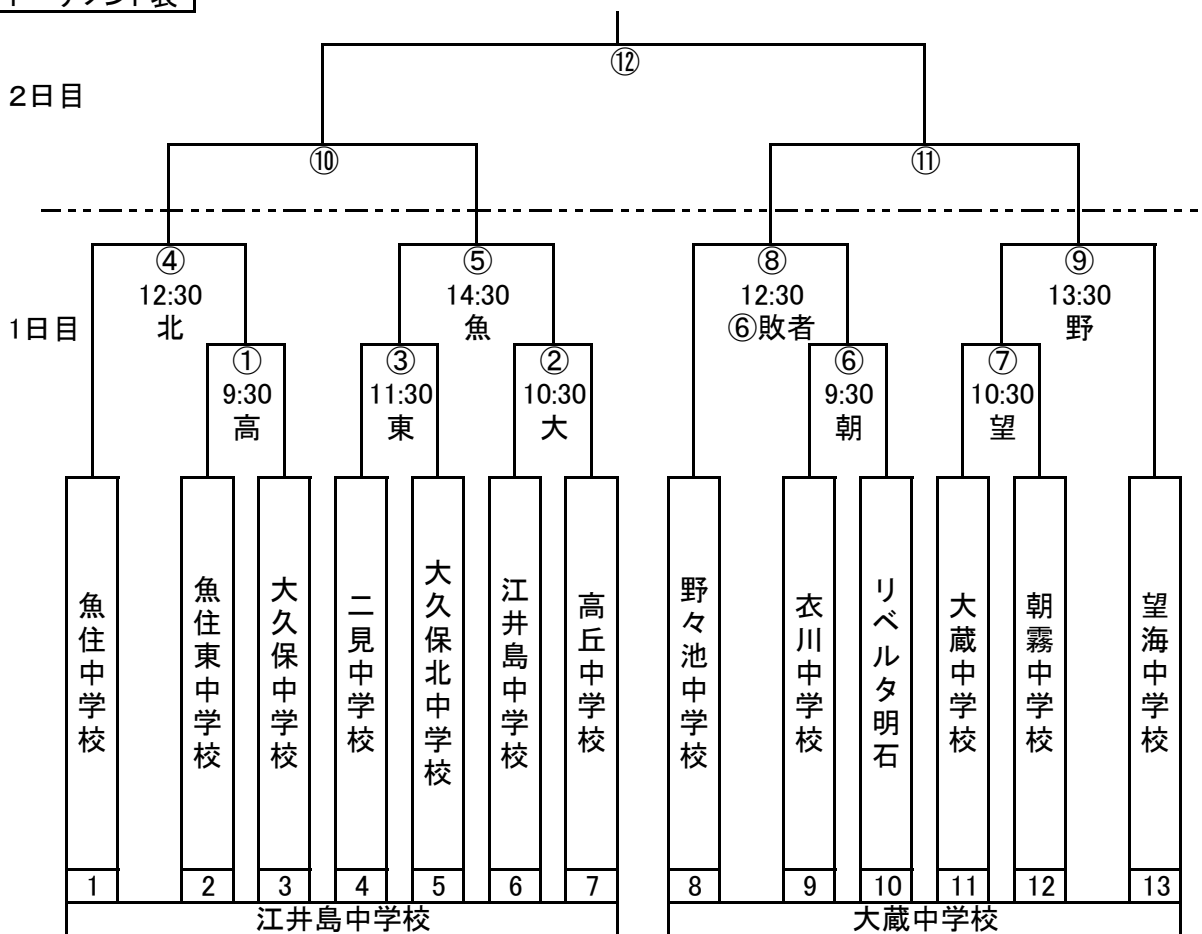 ⑫
2日目
⑩
⑪
④
12:30
北
⑤
14:30
魚
⑧
12:30
⑥敗者
⑨
13:30
野
1日目
①
9:30
高
③
11:30
東
②
10:30
大
⑥
9:30
朝
⑦
10:30
望
魚住中学校
魚住東中学校
大久保中学校
二見中学校
大久保北中学校
江井島中学校
高丘中学校
野々池中学校
衣川中学校
リベルタ明石
大蔵中学校
朝霧中学校
望海中学校
1
2
3
4
5
6
7
8
9
10
11
12
13
江井島中学校
大蔵中学校